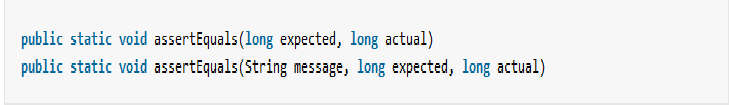 public static void assertEquals(long expected, long actual)
public static void assertEquals(String message, long expected, long actual)